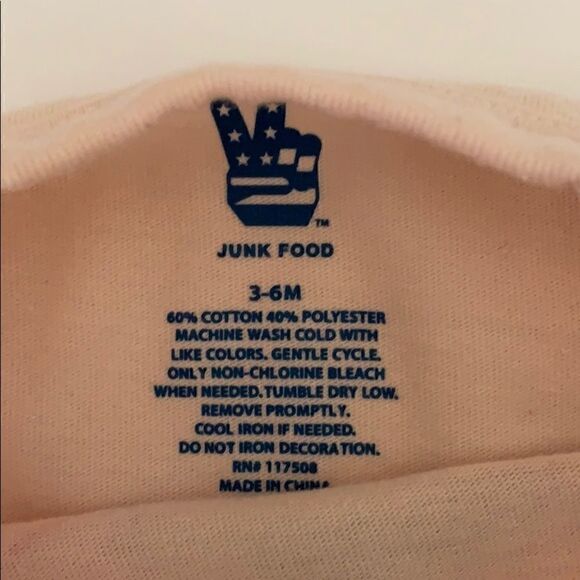 TM
JUNK FOOD
3-6M
60% COTTON 40% POLYESTER
MACHINE WASH COLD WITH
LIKE COLORS. GENTLE CYCLE.
ONLY NON-CHLORINE BLEACH
WHEN NEEDED.TUMBLE DRY LOW.
REMOVE PROMPTLY.
COOL IRON IF NEEDED.
DO NOT IRON DECORATION.
RN# 117508
MADE IN CHINA